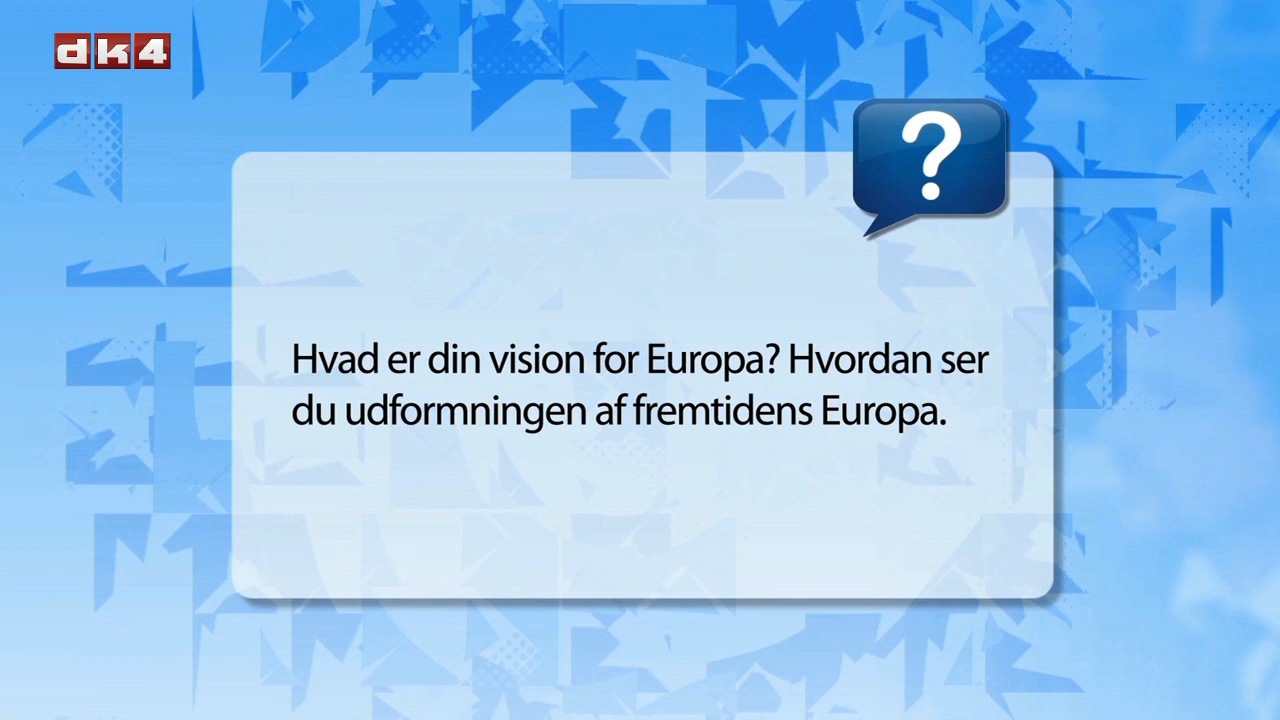 dk4
?
Hvad er din vision for Europa? Hvordan ser
du udformningen af fremtidens Europa.